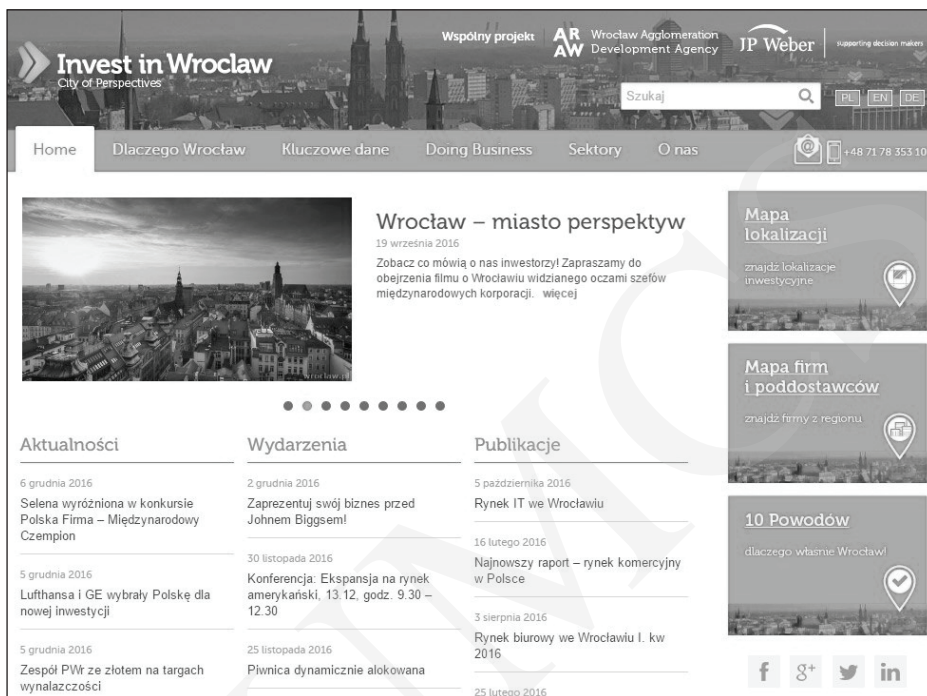 Invest in Wroclaw
City of Perspectives
Wspólny projekt
AR
AW
Wrocław Agglomeration
Development Agency
JP Weber
supporting decision makers
Szukaj
PL EN DE
Home Dlaczego Wrocław Kluczowe dane Doing Business Sektory O nas
+48 71 78 353 10
Wrocław – miasto perspektyw
19 września 2016
Zobacz co mówią o nas inwestorzy! Zapraszamy do
obejrzenia filmu o Wrocławiu widzianego oczami szefów
międzynarodowych korporacji. więcej
wroclaw.pl
Aktualności
6 grudnia 2016
Selena wyróżniona w konkursie
Polska Firma – Międzynarodowy
Czempion
5 grudnia 2016
Lufthansa i GE wybrały Polskę dla
nowej inwestycji
5 grudnia 2016
Zespół PWr ze złotem na targach
wynalazczości
Wydarzenia
2 grudnia 2016
Zaprezentuj swój biznes przed
Johnem Biggsem!
30 listopada 2016
Konferencja: Ekspansja na rynek
amerykański, 13.12, godz. 9.30 –
12.30
25 listopada 2016
Piwnica dynamicznie alokowana
Publikacje
5 października 2016
Rynek IT we Wrocławiu
16 lutego 2016
Najnowszy raport – rynek komercyjny
w Polsce
3 sierpnia 2016
Rynek biurowy we Wrocławiu I. kw
2016
25 lutego 2016
Mapa
lokalizacji
znajdź lokalizacje
inwestycyjne
Mapa firm
i poddostawców
znajdź firmy z regionu
10 Powodów
dlaczego właśnie Wrocław!
f g+ in
UMCS